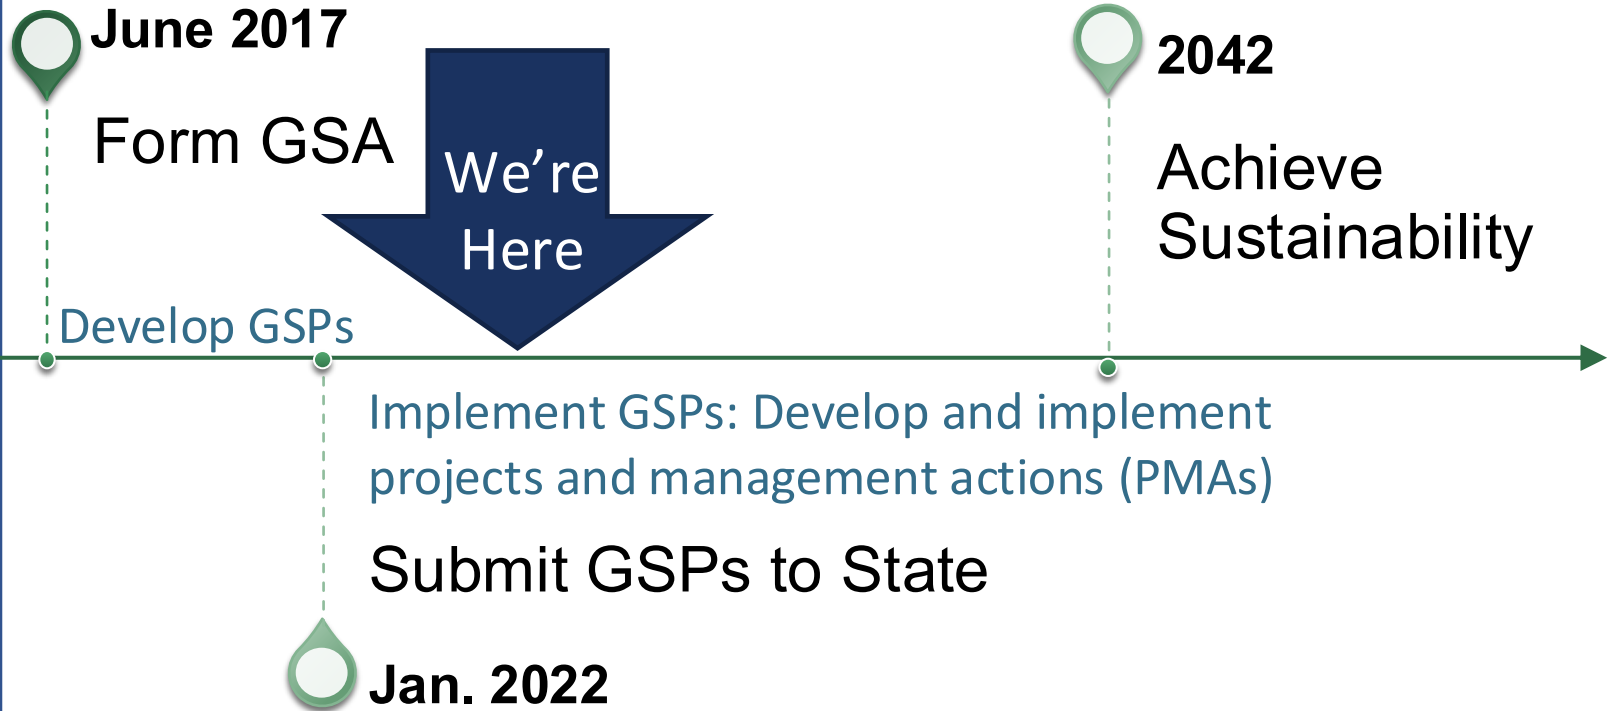 June 2017
Form GSA
We’re
Here
2042
Achieve
Sustainability
Develop GSPs
Implement GSPs: Develop and implement
projects and management actions (PMAs)
Submit GSPs to State
Jan. 2022